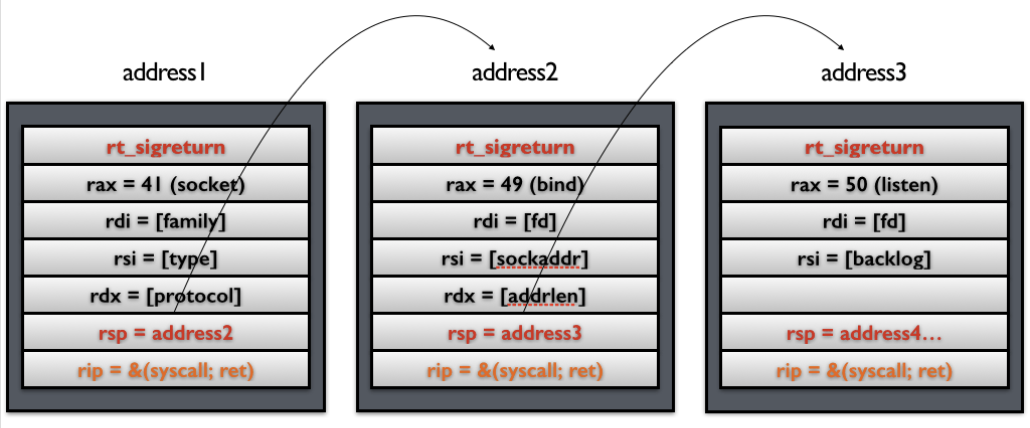 address1
rt_sigreturn
rax = 41 (socket)
rdi = [family]
rsi = [type]
rdx = [protocol]
rsp = address2
rip = &(syscall; ret)
address2
rt_sigreturn
rax = 49 (bind)
rdi = [fd]
rsi = [sockaddr]
rdx = [addrlen]
rsp = address3
rip = &(syscall; ret)
address3
rt_sigreturn
rax = 50 (listen)
rdi = [fd]
rsi = [backlog]
rsp = address4…
rip = &(syscall; ret)